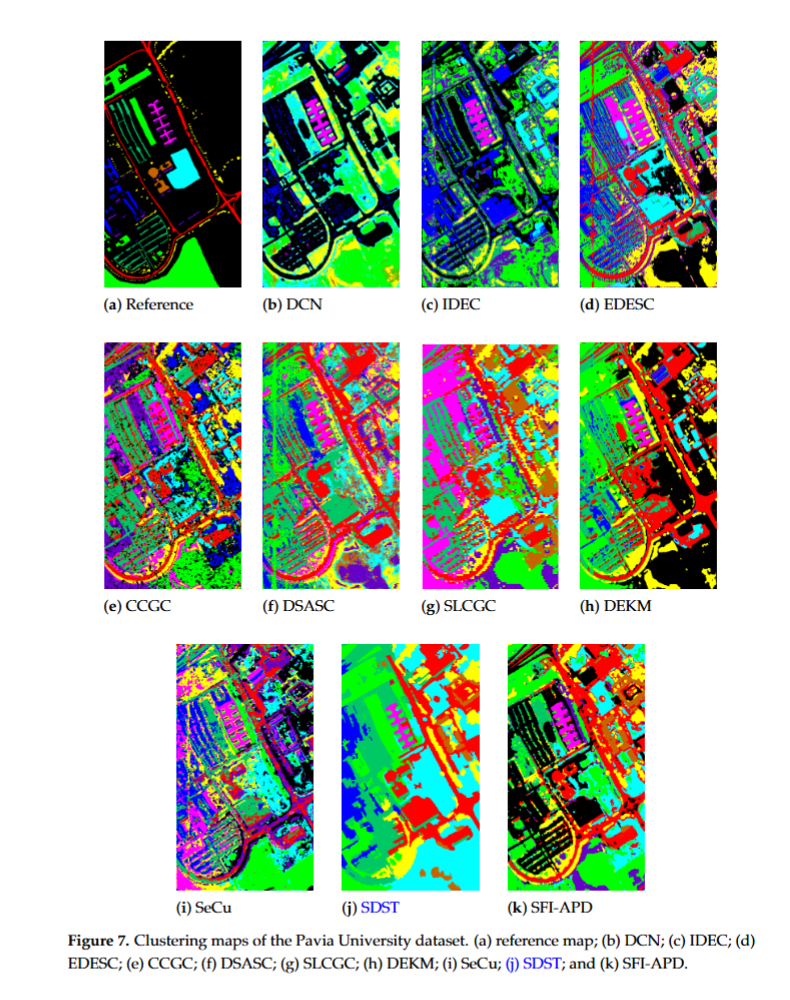 (a) Reference
(b) DCN
(c) IDEC
(d) EDESC
(e) CCGC
(f) DSASC
(g) SLCGC
(h) DEKM
(i) SeCu
(j) SDST
(k) SFI-APD
Figure 7. Clustering maps of the Pavia University dataset. (a) reference map; (b) DCN; (c) IDEC; (d)
EDESC; (e) CCGC; (f) DSASC; (g) SLCGC; (h) DEKM; (i) SeCu; (j) SDST; and (k) SFI-APD.